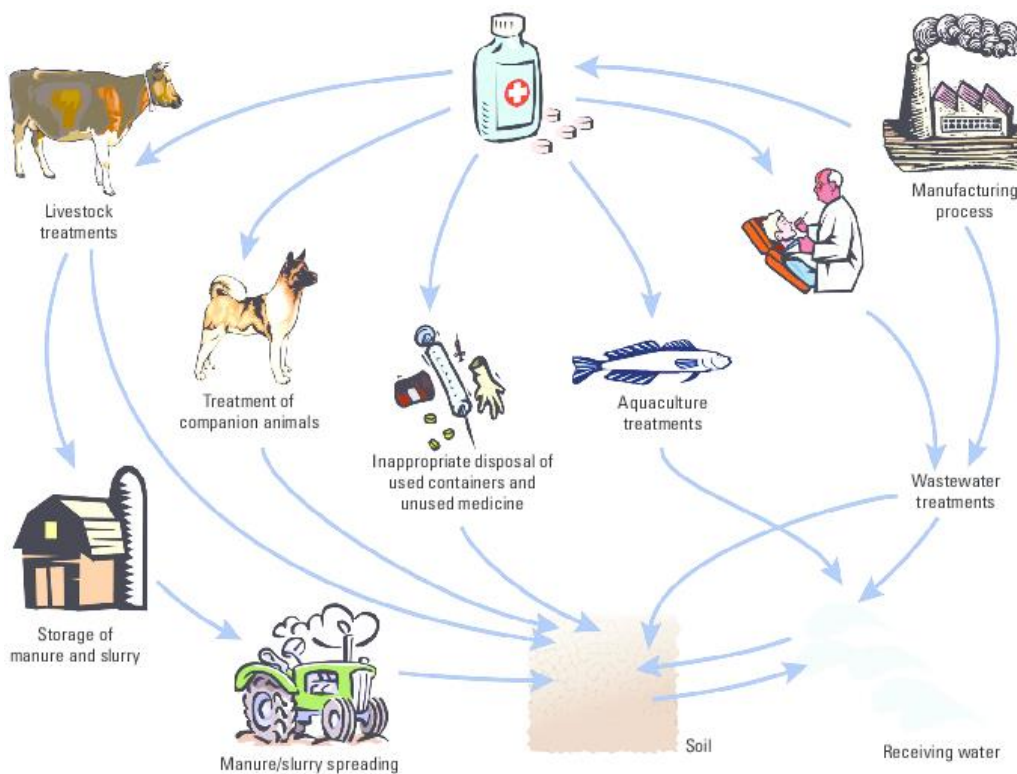 Livestock
treatments
Manufacturing
process
Treatment of
companion animals
Aquaculture
treatments
Inappropriate disposal of
used containers and
unused medicine
Wastewater
treatments
Storage of
manure and slurry
Manure/slurry spreading
Soil
Receiving water